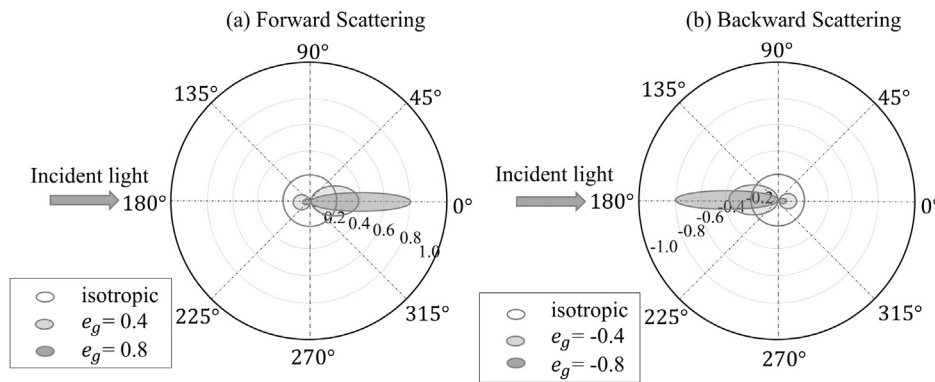 (a) Forward Scattering
90°
135°
45°
Incident light
180°
0°
0.2
0.4
0.6
0.8
1.0
225°
315°
270°
isotropic
e_g = 0.4
e_g = 0.8
(b) Backward Scattering
90°
135°
45°
Incident light
180°
0°
-0.2
-0.4
-0.6
-0.8
-1.0
225°
315°
270°
isotropic
e_g = -0.4
e_g = -0.8